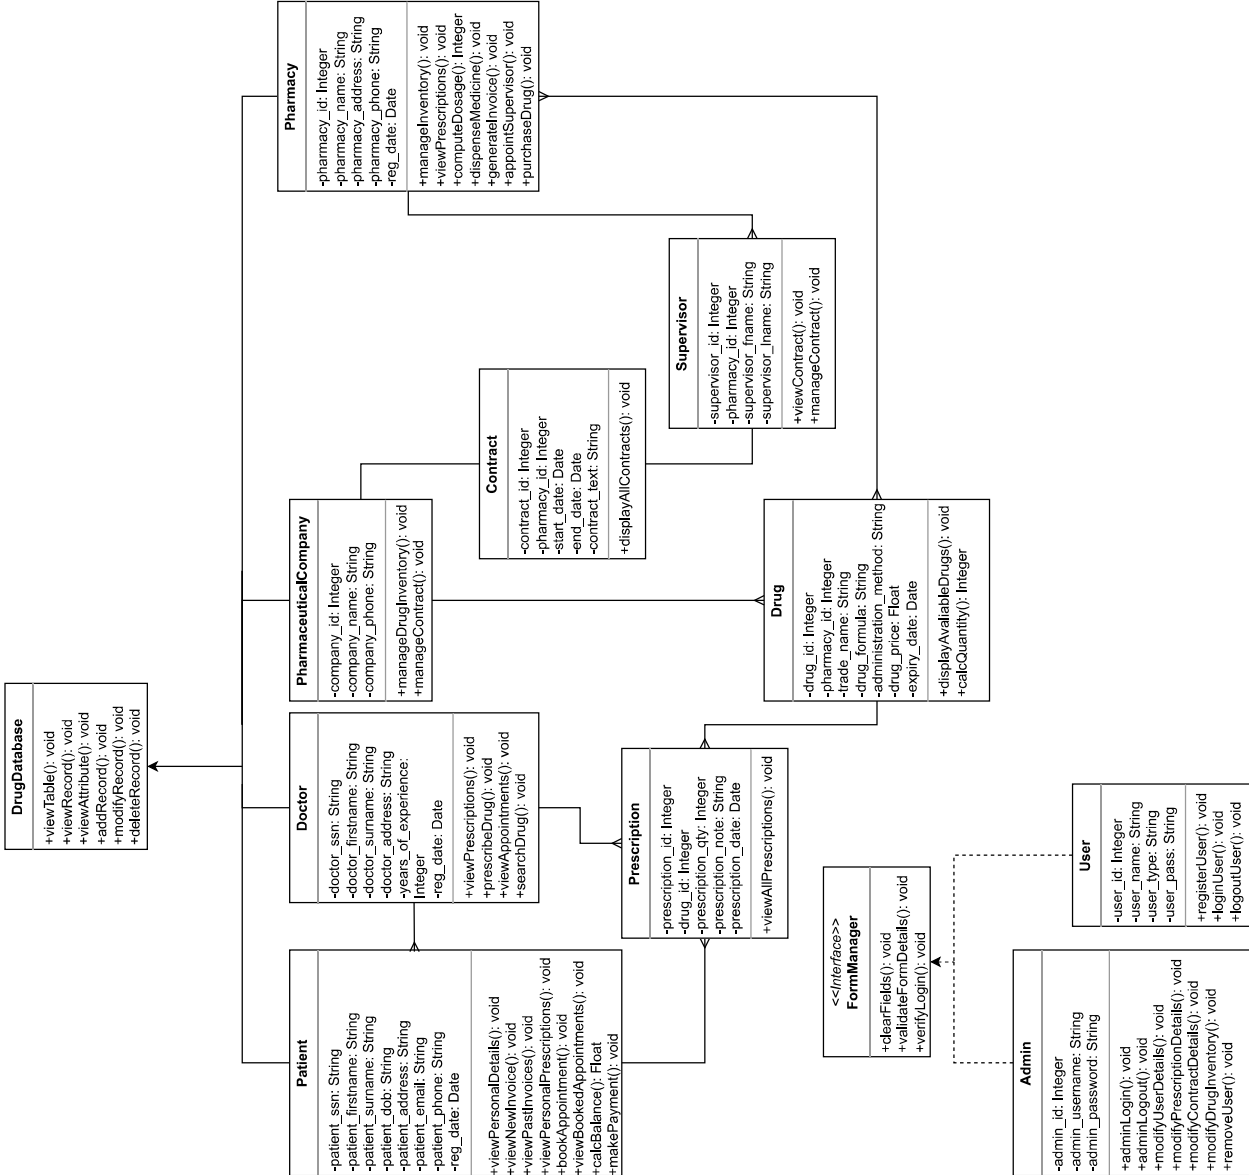 DrugDatabase
+viewTable(): void
+viewRecord(): void
+viewAttribute(): void
+addRecord(): void
+modifyRecord(): void
+deleteRecord(): void
Patient
-patient_ssn: String
-patient_firstname: String
-patient_surname: String
-patient_dob: String
-patient_address: String
-patient_email: String
-patient_phone: String
-reg_date: Date
+viewPersonalDetails(): void
+viewNewInvoice(): void
+viewPastInvoices(): void
+viewPersonalPrescriptions(): void
+bookAppointment(): void
+viewBookedAppointments(): void
+calcBalance(): Float
+makePayment(): void
Doctor
-doctor_ssn: String
-doctor_firstname: String
-doctor_surname: String
-doctor_address: String
-years_of_experience:
Integer
-reg_date: Date
+viewPrescriptions(): void
+prescribeDrug(): void
+viewAppointments(): void
+searchDrug(): void
PharmaceuticalCompany
-company_id: Integer
-company_name: String
-company_phone: String
+manageDrugInventory(): void
+manageContract(): void
Pharmacy
-pharmacy_id: Integer
-pharmacy_name: String
-pharmacy_address: String
-pharmacy_phone: String
-reg_date: Date
+manageInventory(): void
+viewPrescriptions(): void
+computeDosage(): Integer
+dispenseMedicine(): void
+generateInvoice(): void
+appointSupervisor(): void
+purchaseDrug(): void
Contract
-contract_id: Integer
-pharmacy_id: Integer
-start_date: Date
-end_date: Date
-contract_text: String
+displayAllContracts(): void
Supervisor
-supervisor_id: Integer
-pharmacy_id: Integer
-supervisor_fname: String
-supervisor_lname: String
+viewContract(): void
+manageContract(): void
Prescription
-prescription_id: Integer
-drug_id: Integer
-prescription_qty: Integer
-prescription_note: String
-prescription_date: Date
+viewAllPrescriptions(): void
Drug
-drug_id: Integer
-pharmacy_id: Integer
-trade_name: String
-drug_formula: String
-administration_method: String
-drug_price: Float
-expiry_date: Date
+displayAvaliableDrugs(): void
+calcQuantity(): Integer
<<Interface>>
FormManager
+clearFields(): void
+validateFormDetails(): void
+verifyLogin(): void
Admin
-admin_id: Integer
-admin_username: String
-admin_password: String
+adminLogin(): void
+adminLogout(): void
+modifyUserDetails(): void
+modifyPrescriptionDetails(): void
+modifyContractDetails(): void
+modifyDrugInventory(): void
+removeUser(): void
User
-user_id: Integer
-user_name: String
-user_type: String
-user_pass: String
+registerUser(): void
+loginUser(): void
+logoutUser(): void